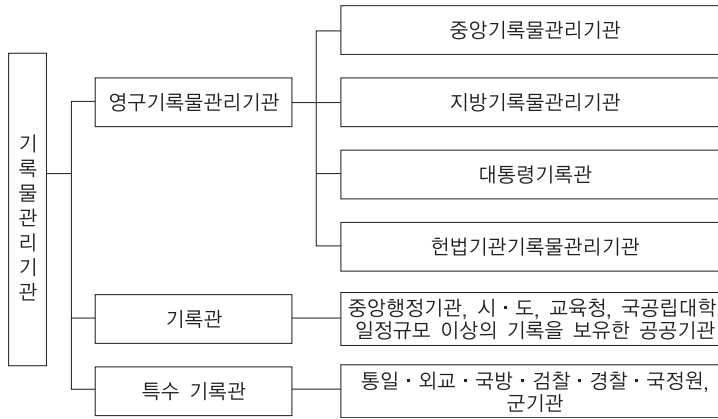 기록물관리기관
영구기록물관리기관
중앙기록물관리기관
지방기록물관리기관
대통령기록관
헌법기관기록물관리기관
기록관
중앙행정기관, 시·도, 교육청, 국공립대학
일정규모 이상의 기록을 보유한 공공기관
특수 기록관
통일·외교·국방·검찰·경찰·국정원,
군기관